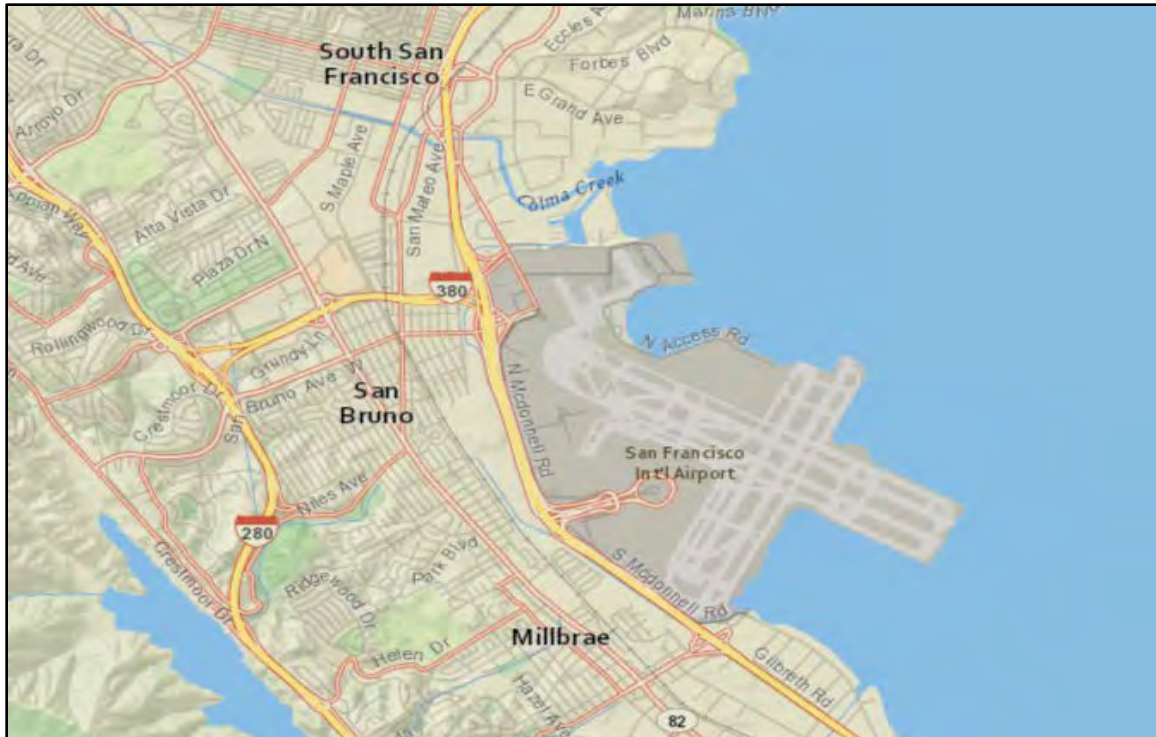 Marina Blvd
Eccles A
South San
Francisco
Forbes Blvd
Arroyo Dr
E Grand Ave
S Maple Ave
San Mateo Ave
Colma Creek
Appian Way
Atta Vista Dr
Plaza Dr N
380
Rollingwood Dr
Grundy Ln
N Access Rd
Crestmoor Dr
San Bruno Ave W
San
Bruno
N Mcdonnell Rd
San Francisco
Int'l Airport
Niles Ave
280
Crestmoor Dr
Park Blvd
Ridgewood Dr
S Mcdonnell Rd
Millbrae
Helen Dr
Gilbreth Rd
Hazel Ave
82